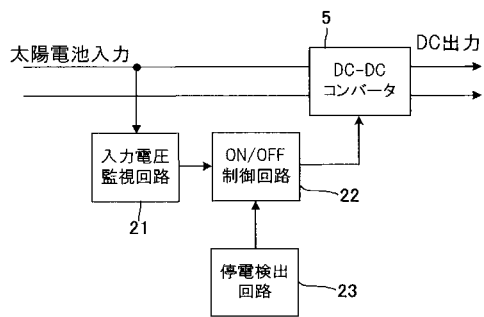 5
DC出力
太陽電池入力
DC-DC
コンバータ
入力電圧
監視回路
ON/OFF
制御回路
21
22
停電検出
回路
23